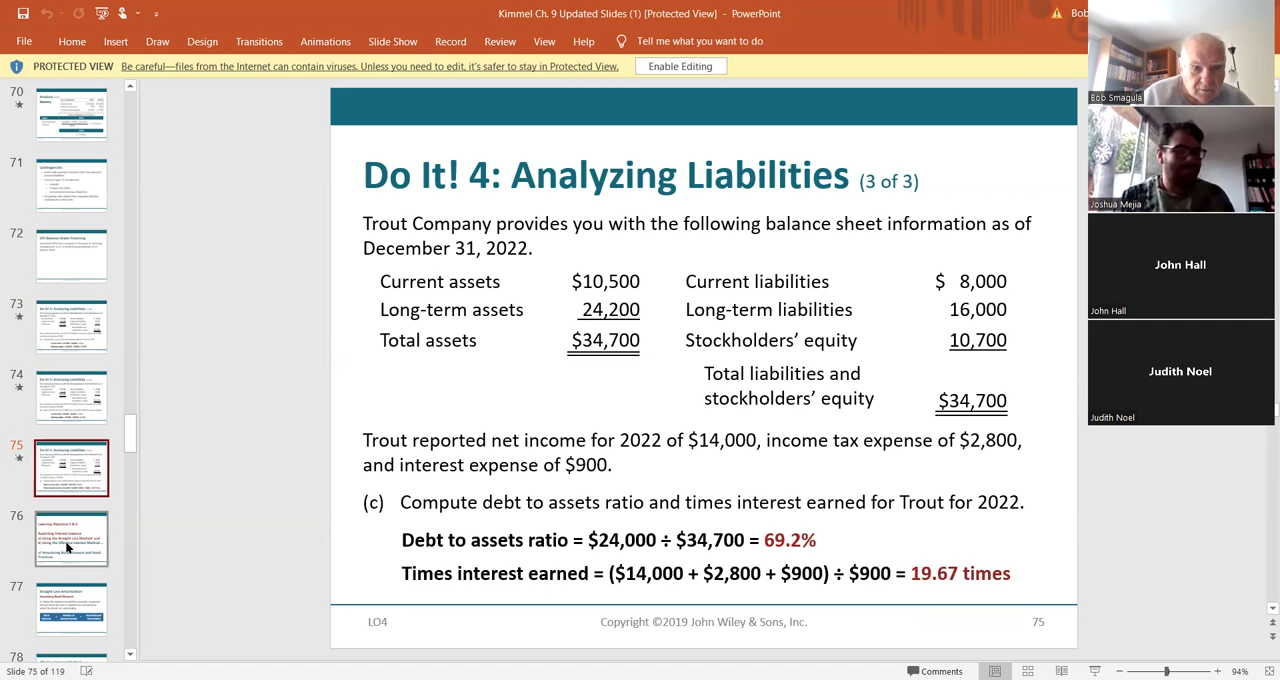 Kimmel Ch. 9 Updated Slides (1) [Protected View] - PowerPoint
Bob
File Home Insert Draw Design Transitions Animations Slide Show Record Review View Help Tell me what you want to do
PROTECTED VIEW Be careful—files from the Internet can contain viruses. Unless you need to edit, it's safer to stay in Protected View. Enable Editing
70
71
Contingencies
72
73
74
75
76
Learning Objective 5 & 6
77
Straight-Line Amortization
78
Do It! 4: Analyzing Liabilities (3 of 3)
Trout Company provides you with the following balance sheet information as of
December 31, 2022.
Current assets $10,500 Current liabilities $ 8,000
Long-term assets 24,200 Long-term liabilities 16,000
Total assets $34,700 Stockholders' equity 10,700
Total liabilities and
stockholders' equity $34,700
Trout reported net income for 2022 of $14,000, income tax expense of $2,800,
and interest expense of $900.
(c) Compute debt to assets ratio and times interest earned for Trout for 2022.
Debt to assets ratio = $24,000 ÷ $34,700 = 69.2%
Times interest earned = ($14,000 + $2,800 + $900) ÷ $900 = 19.67 times
LO4 Copyright ©2019 John Wiley & Sons, Inc. 75
Bob Smagula
Joshua Mejia
John Hall
John Hall
Judith Noel
Judith Noel
Slide 75 of 119 Comments 94%